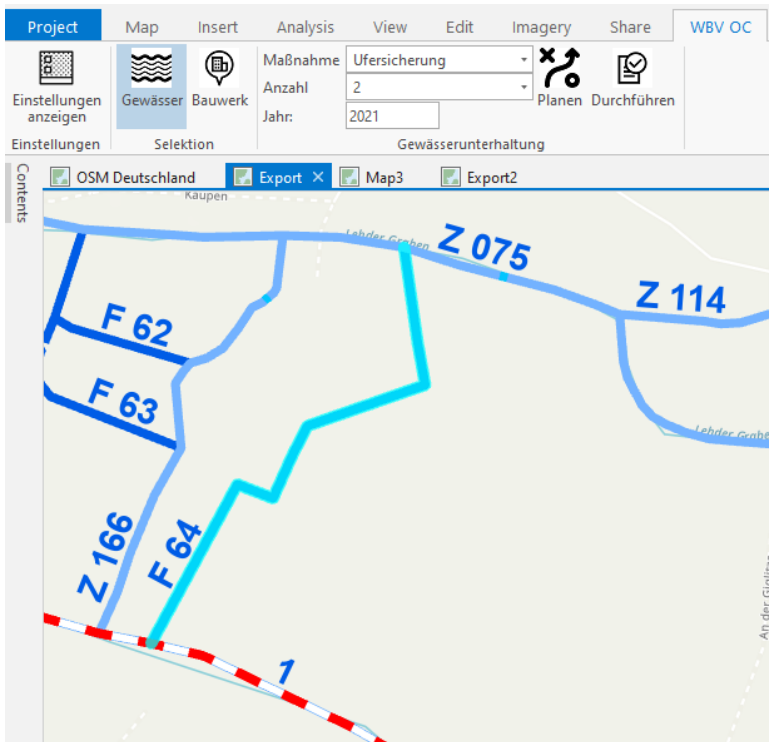 Project Map Insert Analysis View Edit Imagery Share WBV OC
Einstellungen anzeigen
Gewässer Bauwerk
Maßnahme Ufersicherung
Anzahl 2
Jahr: 2021
Planen Durchführen
Einstellungen Selektion Gewässerunterhaltung
Contents
OSM Deutschland Export × Map3 Export2
Kaupen
Lehder Graben
Z 075
Z 114
F 62
F 63
Lehder Grabe
Z 166
F 64
An der Giglitza
1